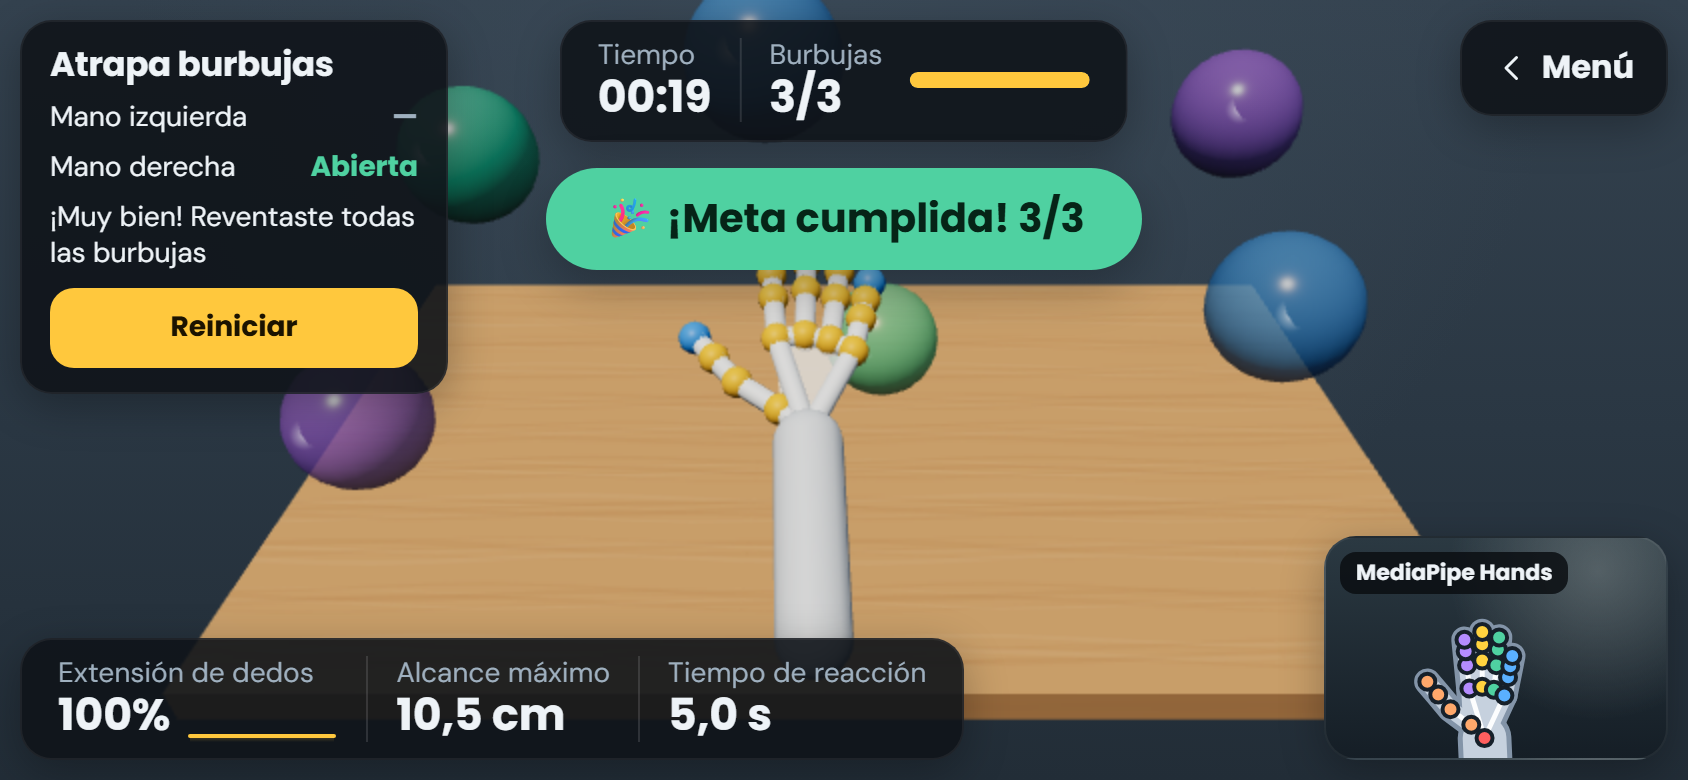 Atrapa burbujas
Mano izquierda –
Mano derecha Abierta
¡Muy bien! Reventaste todas
las burbujas
Reiniciar
Tiempo
00:19
Burbujas
3/3
🎉 ¡Meta cumplida! 3/3
Menú
MediaPipe Hands
Extensión de dedos
100%
Alcance máximo
10,5 cm
Tiempo de reacción
5,0 s